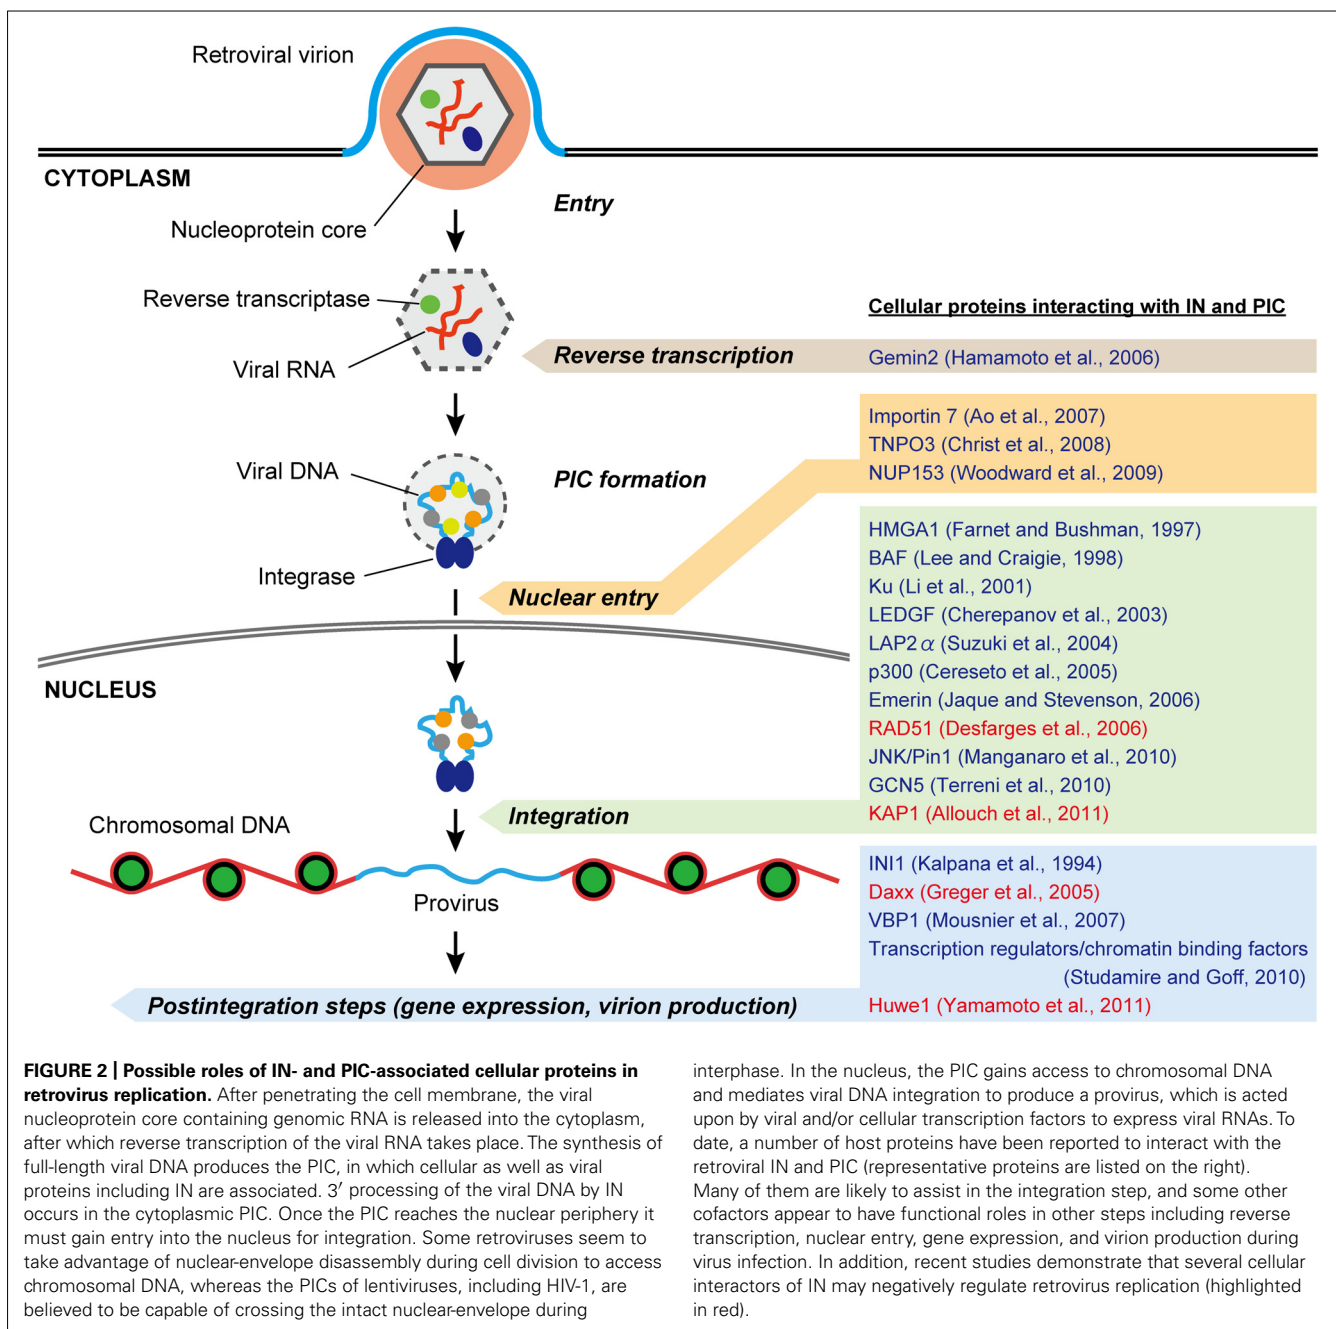 Retroviral virion
CYTOPLASM
Entry
Nucleoprotein core
Reverse transcriptase
Viral RNA
Cellular proteins interacting with IN and PIC
Reverse transcription
Gemin2 (Hamamoto et al., 2006)
Importin 7 (Ao et al., 2007)
TNPO3 (Christ et al., 2008)
NUP153 (Woodward et al., 2009)
Viral DNA
PIC formation
Integrase
Nuclear entry
HMGA1 (Farnet and Bushman, 1997)
BAF (Lee and Craigie, 1998)
Ku (Li et al., 2001)
LEDGF (Cherepanov et al., 2003)
LAP2α (Suzuki et al., 2004)
p300 (Cereseto et al., 2005)
Emerin (Jaque and Stevenson, 2006)
RAD51 (Desfarges et al., 2006)
JNK/Pin1 (Manganaro et al., 2010)
GCN5 (Terreni et al., 2010)
KAP1 (Allouch et al., 2011)
NUCLEUS
Integration
Chromosomal DNA
Provirus
INI1 (Kalpana et al., 1994)
Daxx (Greger et al., 2005)
VBP1 (Mousnier et al., 2007)
Transcription regulators/chromatin binding factors
(Studamire and Goff, 2010)
Huwe1 (Yamamoto et al., 2011)
Postintegration steps (gene expression, virion production)
FIGURE 2 | Possible roles of IN- and PIC-associated cellular proteins in
retrovirus replication. After penetrating the cell membrane, the viral
nucleoprotein core containing genomic RNA is released into the cytoplasm,
after which reverse transcription of the viral RNA takes place. The synthesis of
full-length viral DNA produces the PIC, in which cellular as well as viral
proteins including IN are associated. 3′ processing of the viral DNA by IN
occurs in the cytoplasmic PIC. Once the PIC reaches the nuclear periphery it
must gain entry into the nucleus for integration. Some retroviruses seem to
take advantage of nuclear-envelope disassembly during cell division to access
chromosomal DNA, whereas the PICs of lentiviruses, including HIV-1, are
believed to be capable of crossing the intact nuclear-envelope during
interphase. In the nucleus, the PIC gains access to chromosomal DNA
and mediates viral DNA integration to produce a provirus, which is acted
upon by viral and/or cellular transcription factors to express viral RNAs. To
date, a number of host proteins have been reported to interact with the
retroviral IN and PIC (representative proteins are listed on the right).
Many of them are likely to assist in the integration step, and some other
cofactors appear to have functional roles in other steps including reverse
transcription, nuclear entry, gene expression, and virion production during
virus infection. In addition, recent studies demonstrate that several cellular
interactors of IN may negatively regulate retrovirus replication (highlighted
in red).